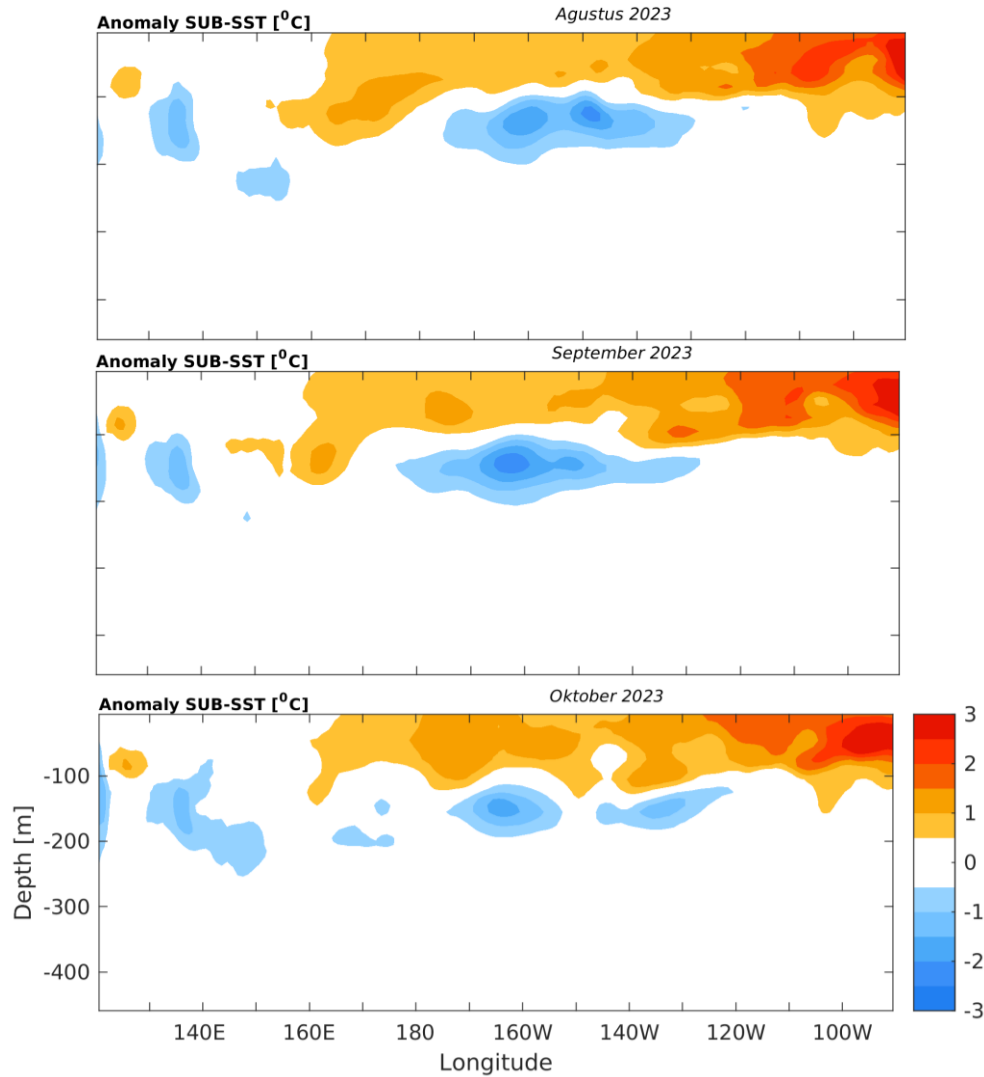 Anomaly SUB-SST [⁰C]
Agustus 2023
Anomaly SUB-SST [⁰C]
September 2023
Anomaly SUB-SST [⁰C]
Oktober 2023
-100
-200
-300
-400
Depth [m]
140E 160E 180 160W 140W 120W 100W
Longitude
3
2
1
0
-1
-2
-3